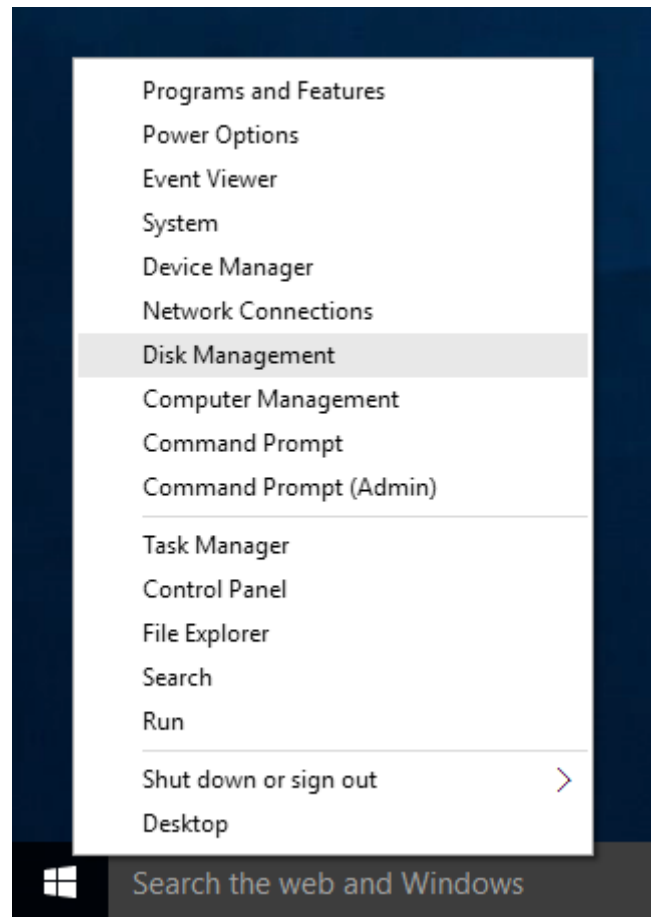 Programs and Features
Power Options
Event Viewer
System
Device Manager
Network Connections
Disk Management
Computer Management
Command Prompt
Command Prompt (Admin)
Task Manager
Control Panel
File Explorer
Search
Run
Shut down or sign out
Desktop
Search the web and Windows